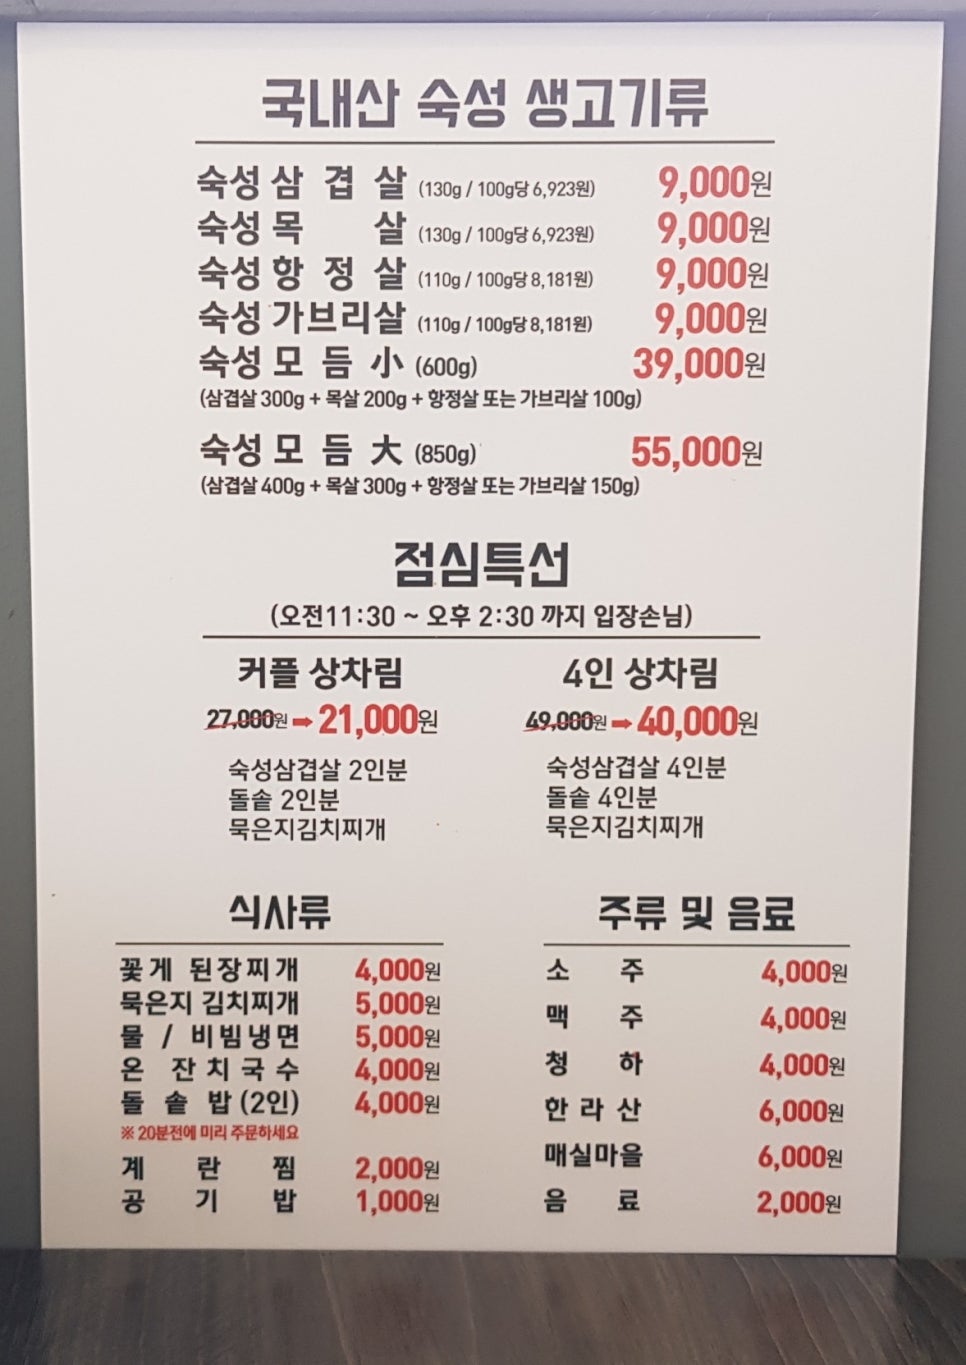 국내산 숙성 생고기류
숙성 삼겹살 (130g / 100g당 6,923원) 9,000원
숙성 목살 (130g / 100g당 6,923원) 9,000원
숙성 항정살 (110g / 100g당 8,181원) 9,000원
숙성 가브리살 (110g / 100g당 8,181원) 9,000원
숙성 모듬 小 (600g) 39,000원
(삼겹살 300g + 목살 200g + 항정살 또는 가브리살 100g)
숙성 모듬 大 (850g) 55,000원
(삼겹살 400g + 목살 300g + 항정살 또는 가브리살 150g)
점심특선
(오전11:30 ~ 오후 2:30 까지 입장손님)
커플 상차림
27,000원 ➡ 21,000원
숙성삼겹살 2인분
돌솥 2인분
묵은지김치찌개
4인 상차림
49,000원 ➡ 40,000원
숙성삼겹살 4인분
돌솥 4인분
묵은지김치찌개
식사류
꽃게 된장찌개 4,000원
묵은지 김치찌개 5,000원
물 / 비빔냉면 5,000원
온 잔치국수 4,000원
돌솥밥 (2인) 4,000원
※ 20분전에 미리 주문하세요
계란찜 2,000원
공기밥 1,000원
주류 및 음료
소주 4,000원
맥주 4,000원
청하 4,000원
한라산 6,000원
매실마을 6,000원
음료 2,000원